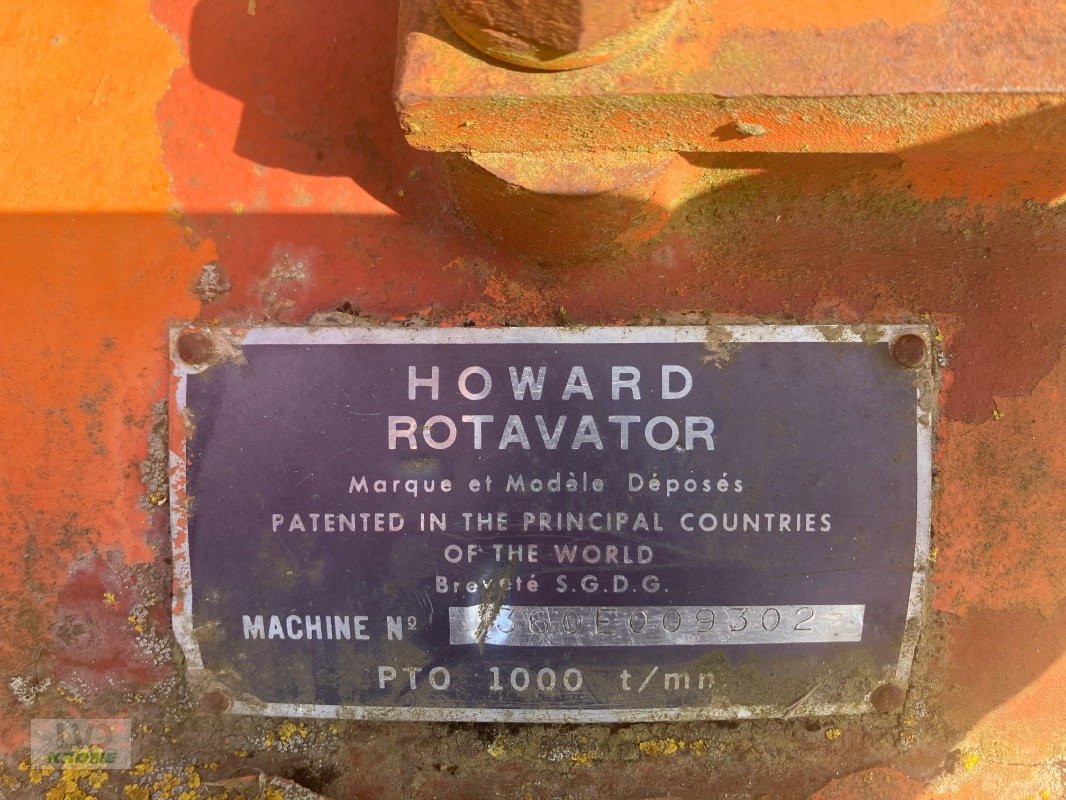 HOWARD
ROTAVATOR
Marque et Modèle Déposés
PATENTED IN THE PRINCIPAL COUNTRIES
OF THE WORLD
Breveté S.G.D.G.
MACHINE Nº 360E009302
PTO 1000 t/mn